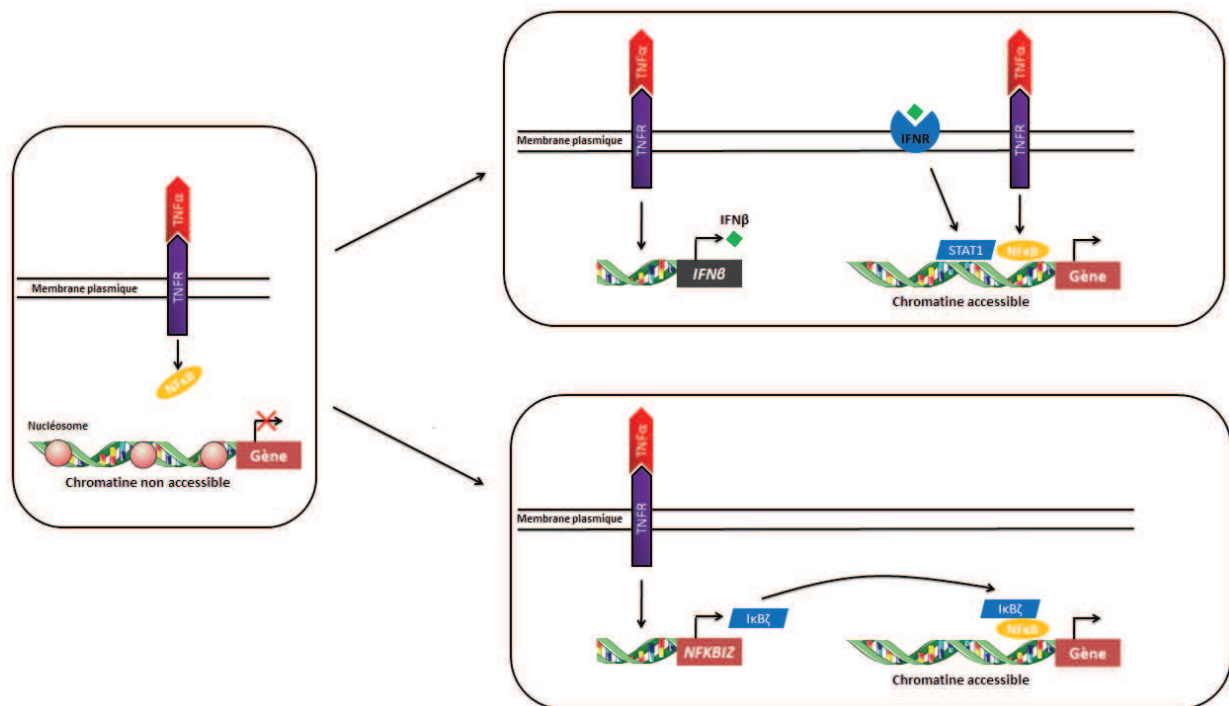 TNFα
TNFR
Membrane plasmique
NFκB
Nucléosome
Gène
Chromatine non accessible
TNFα
TNFα
Membrane plasmique
TNFR
IFNR
TNFR
IFNβ
IFNβ
STAT1
NFκB
Gène
Chromatine accessible
TNFα
Membrane plasmique
TNFR
IκBζ
IκBζ
NFκB
NFKBIZ
Gène
Chromatine accessible